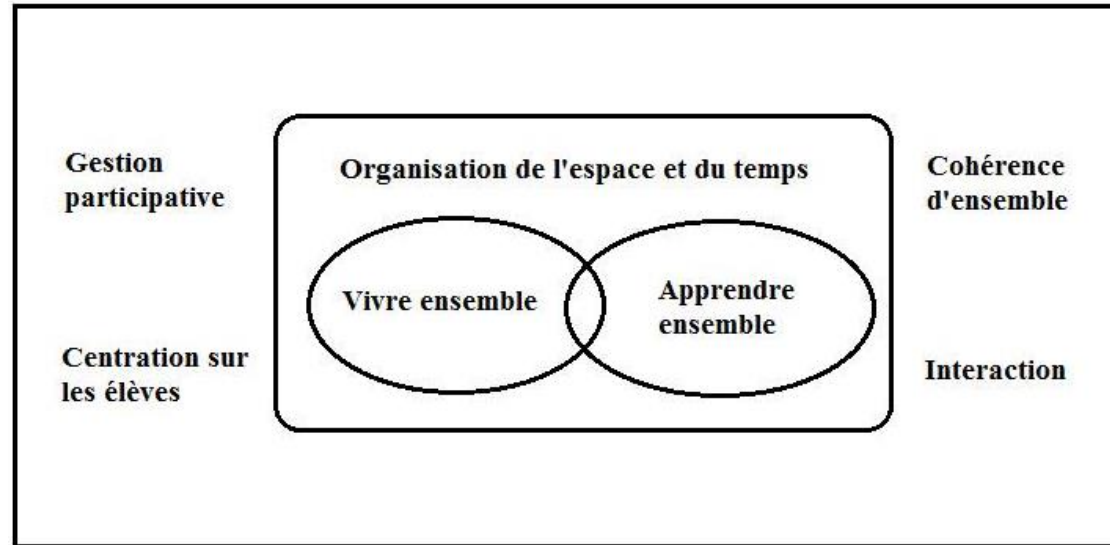 Gestion
participative
Organisation de l'espace et du temps
Cohérence
d'ensemble
Vivre ensemble
Apprendre
ensemble
Centration sur
les élèves
Interaction